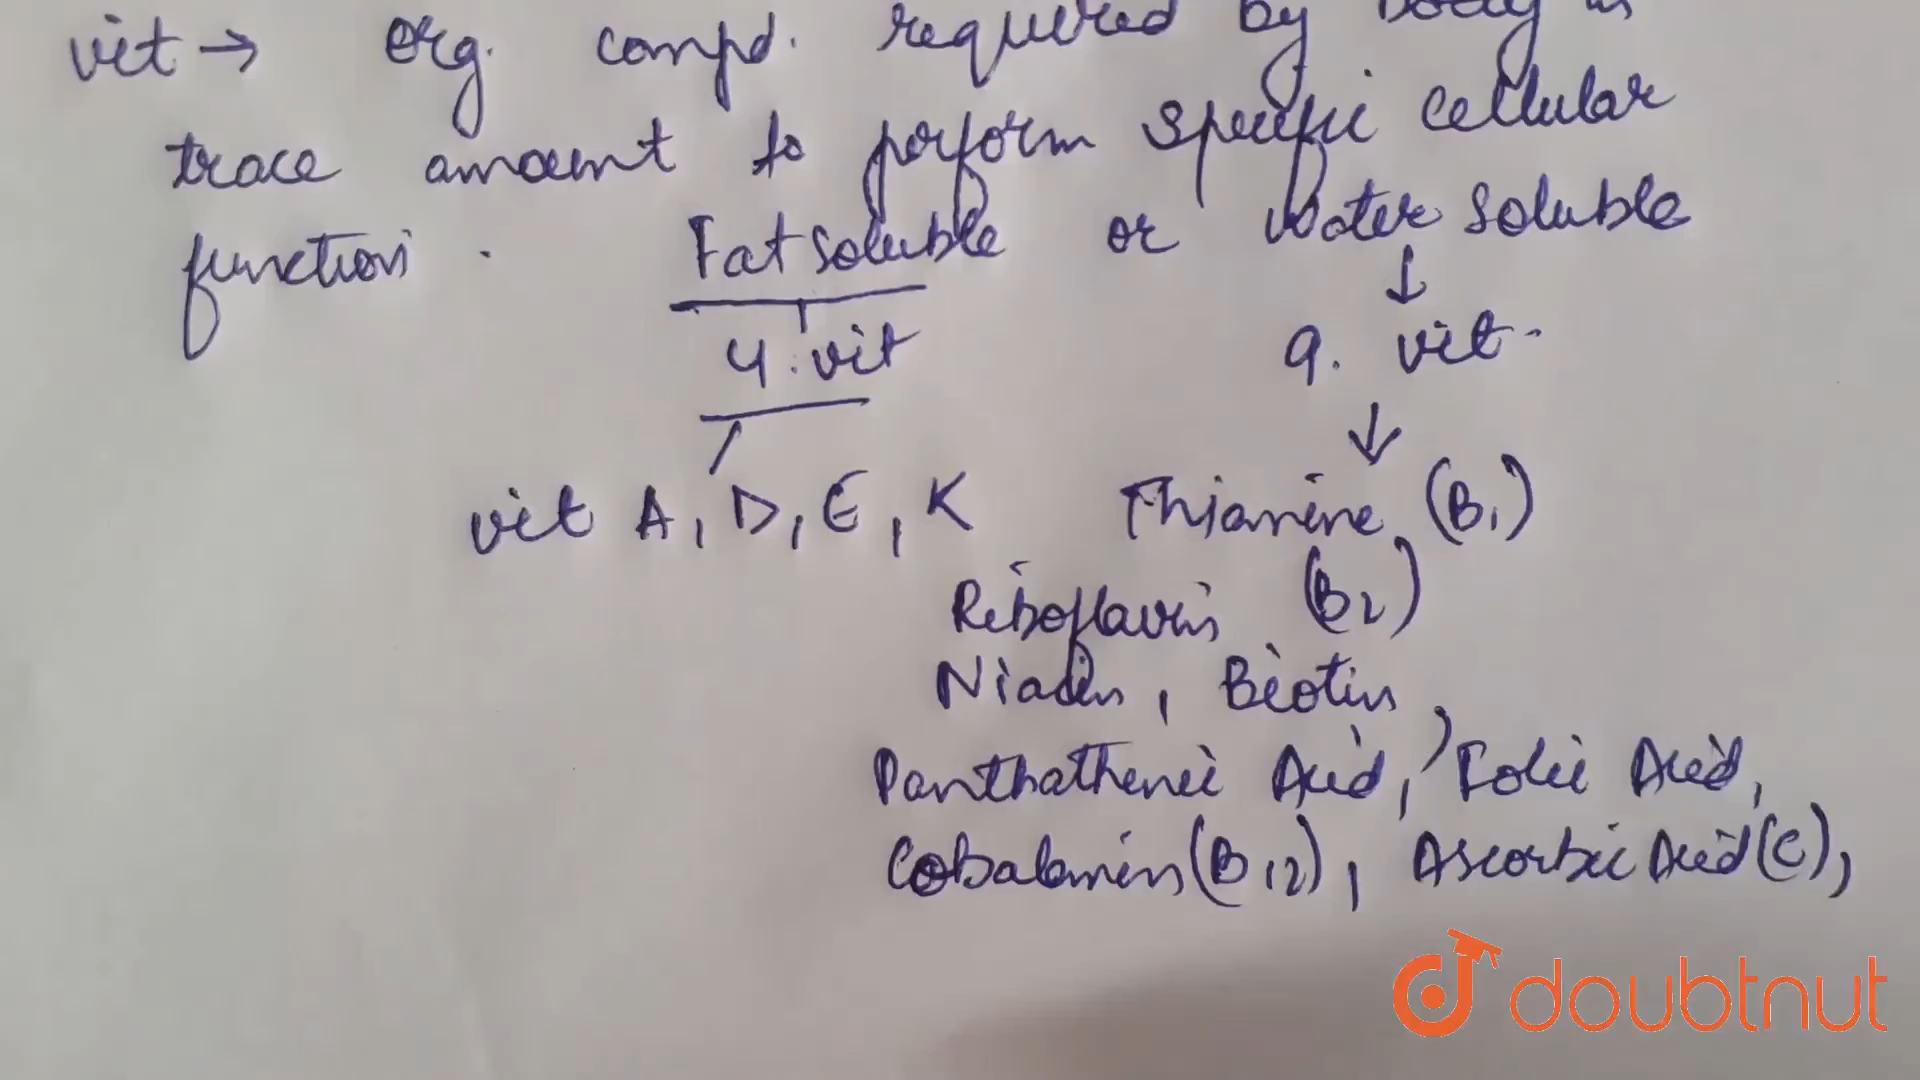 vit → Org. compd. required by Body in
trace amount to perform specific cellular
function. Fat soluble or water soluble
4. vit 9. vit.
vit A, D, E, K Thiamine (B1)
Riboflavin (B2)
Niacin, Biotin,
Panthathenic Acid, Folic Acid,
Cobalamin (B12), Ascorbic Acid (C),
doubtnut